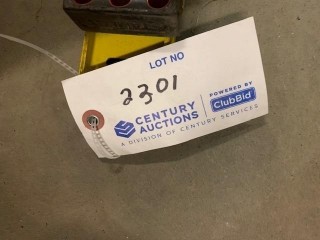 LOT NO
2301
CENTURY
AUCTIONS
A DIVISION OF CENTURY SERVICES
POWERED BY
ClubBid